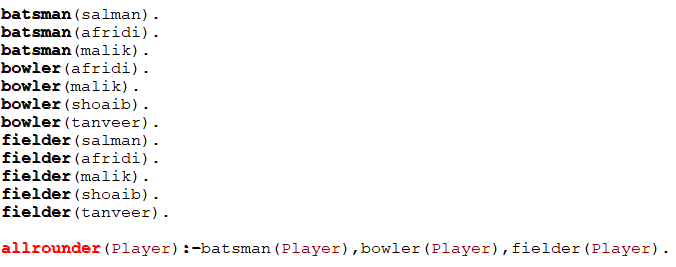 batsman(salman).
batsman(afridi).
batsman(malik).
bowler(afridi).
bowler(malik).
bowler(shoaib).
bowler(tanveer).
fielder(salman).
fielder(afridi).
fielder(malik).
fielder(shoaib).
fielder(tanveer).
allrounder(Player):-batsman(Player),bowler(Player),fielder(Player).